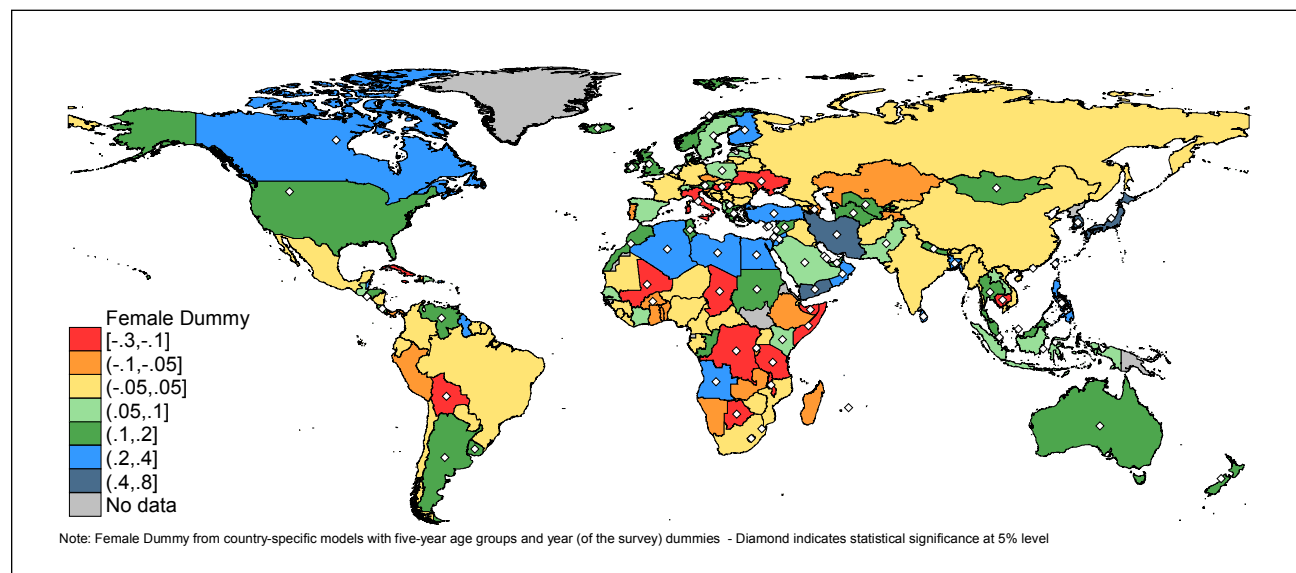 Female Dummy
[-.3,-.1]
(-.1,-.05]
(-.05,.05]
(.05,.1]
(.1,.2]
(.2,.4]
(.4,.8]
No data
Note: Female Dummy from country-specific models with five-year age groups and year (of the survey) dummies - Diamond indicates statistical significance at 5% level